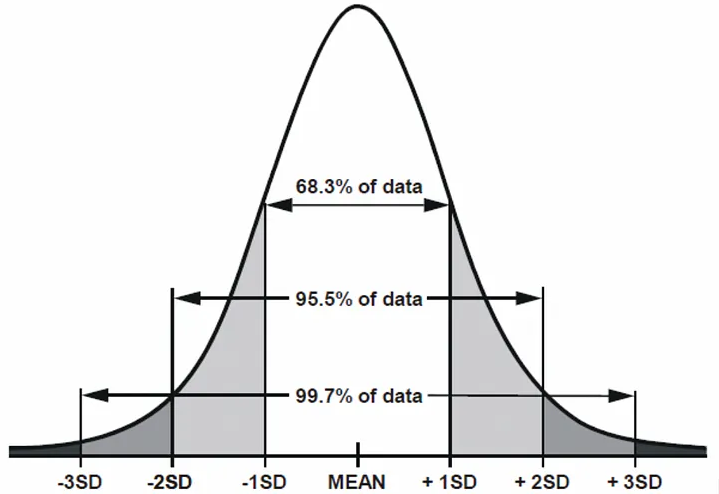 68.3% of data
95.5% of data
99.7% of data
-3SD -2SD -1SD MEAN + 1SD + 2SD + 3SD